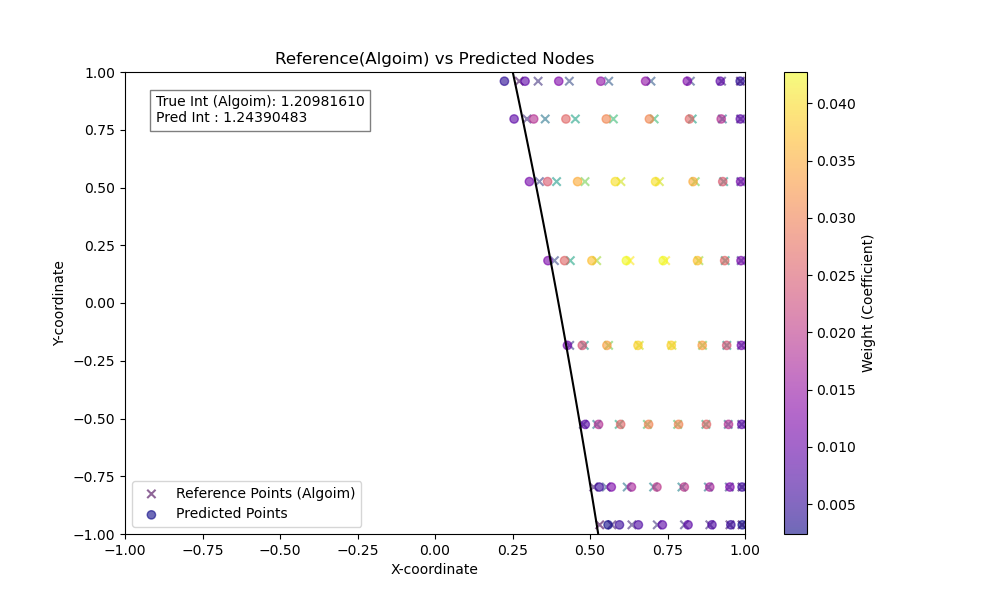 Reference(Algoim) vs Predicted Nodes
True Int (Algoim): 1.20981610
Pred Int : 1.24390483
1.00
0.75
0.50
0.25
0.00
−0.25
−0.50
−0.75
−1.00
Y-coordinate
Reference Points (Algoim)
Predicted Points
−1.00 −0.75 −0.50 −0.25 0.00 0.25 0.50 0.75 1.00
X-coordinate
0.040
0.035
0.030
0.025
0.020
0.015
0.010
0.005
Weight (Coefficient)